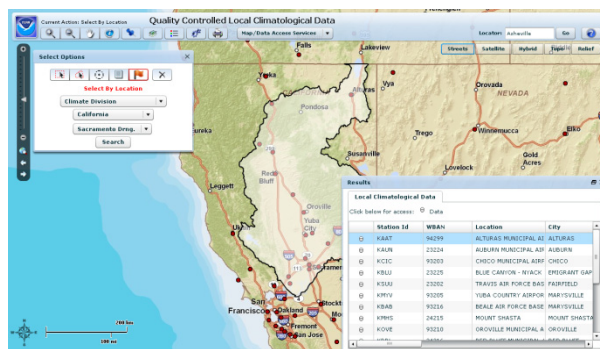 Current Action: Select By Location
Quality Controlled Local Climatological Data
Map/Data Access Services
Locator: Asheville
Go
Streets
Satellite
Hybrid
Relief
Select Options
Select By Location
Climate Division
California
Sacramento Drng.
Search
Falls
Lakeview
Yreka
Pondosa
Alturas
Vya
Orovada
NEVADA
Eureka
Trego
Winnemucca
Elko
Susanville
Gold
Acres
Lovelock
Leggett
Red
Bluff
Oroville
Yuba
City
San
Francisco
Oakland
Fremont
San Jose
200 km
100 mi
Results
Local Climatological Data
Click below for access:
Data
Station Id WBAN Location City
KAAT 94299 ALTURAS MUNICIPAL AI ALTURAS
KAUN 23224 AUBURN MUNICIPAL AIR AUBURN
KCIC 93203 CHICO MUNICIPAL AIRP CHICO
KBLU 23225 BLUE CANYON - NYACK EMIGRANT GAP
KSUU 23202 TRAVIS AIR FORCE BAS FAIRFIELD
KMYV 93205 YUBA COUNTY AIRPOR MARYSVILLE
KBAB 93216 BEALE AIR FORCE BASE MARYSVILLE
KMHS 24215 MOUNT SHASTA MOUNT SHASTA
KOVE 93210 OROVILLE MUNICIPAL A OROVILLE